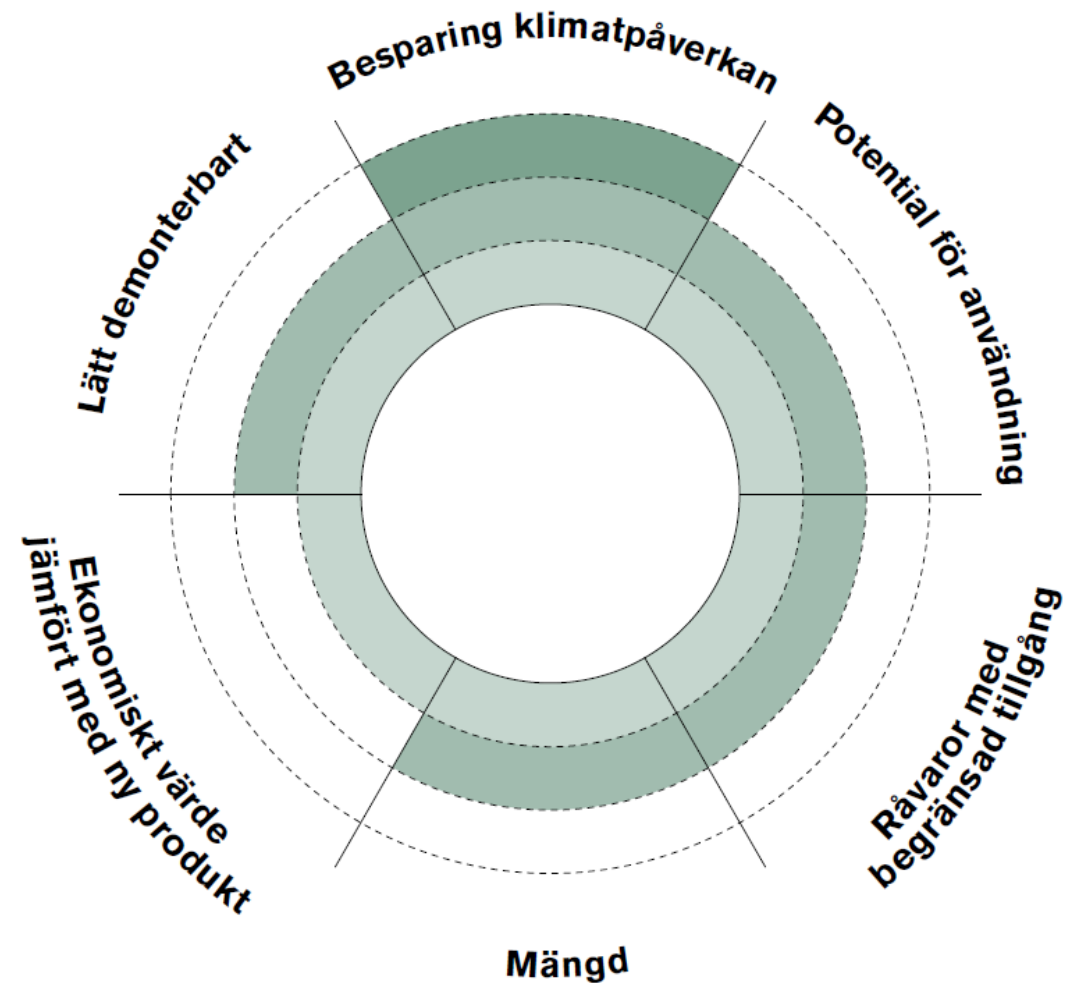 Besparing klimatpåverkan
Potential för användning
Råvaror med
begränsad tillgång
Mängd
Ekonomiskt värde
jämfört med ny produkt
Lätt demonterbart